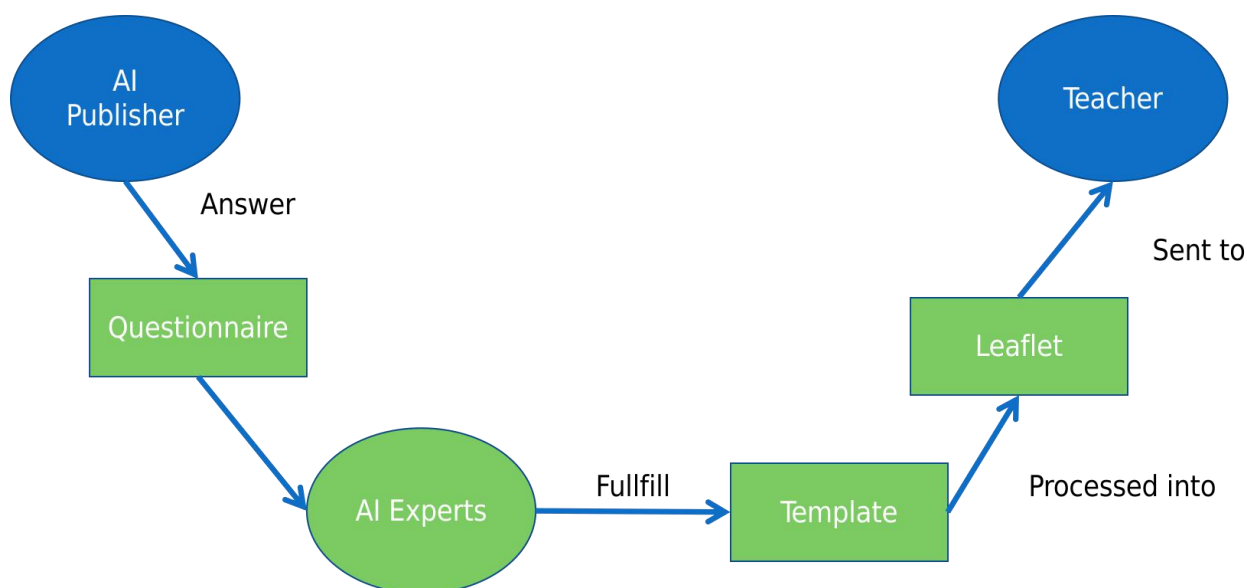 AI
Publisher
Teacher
Answer
Sent to
Questionnaire
Leaflet
Fullfill
Processed into
AI Experts
Template